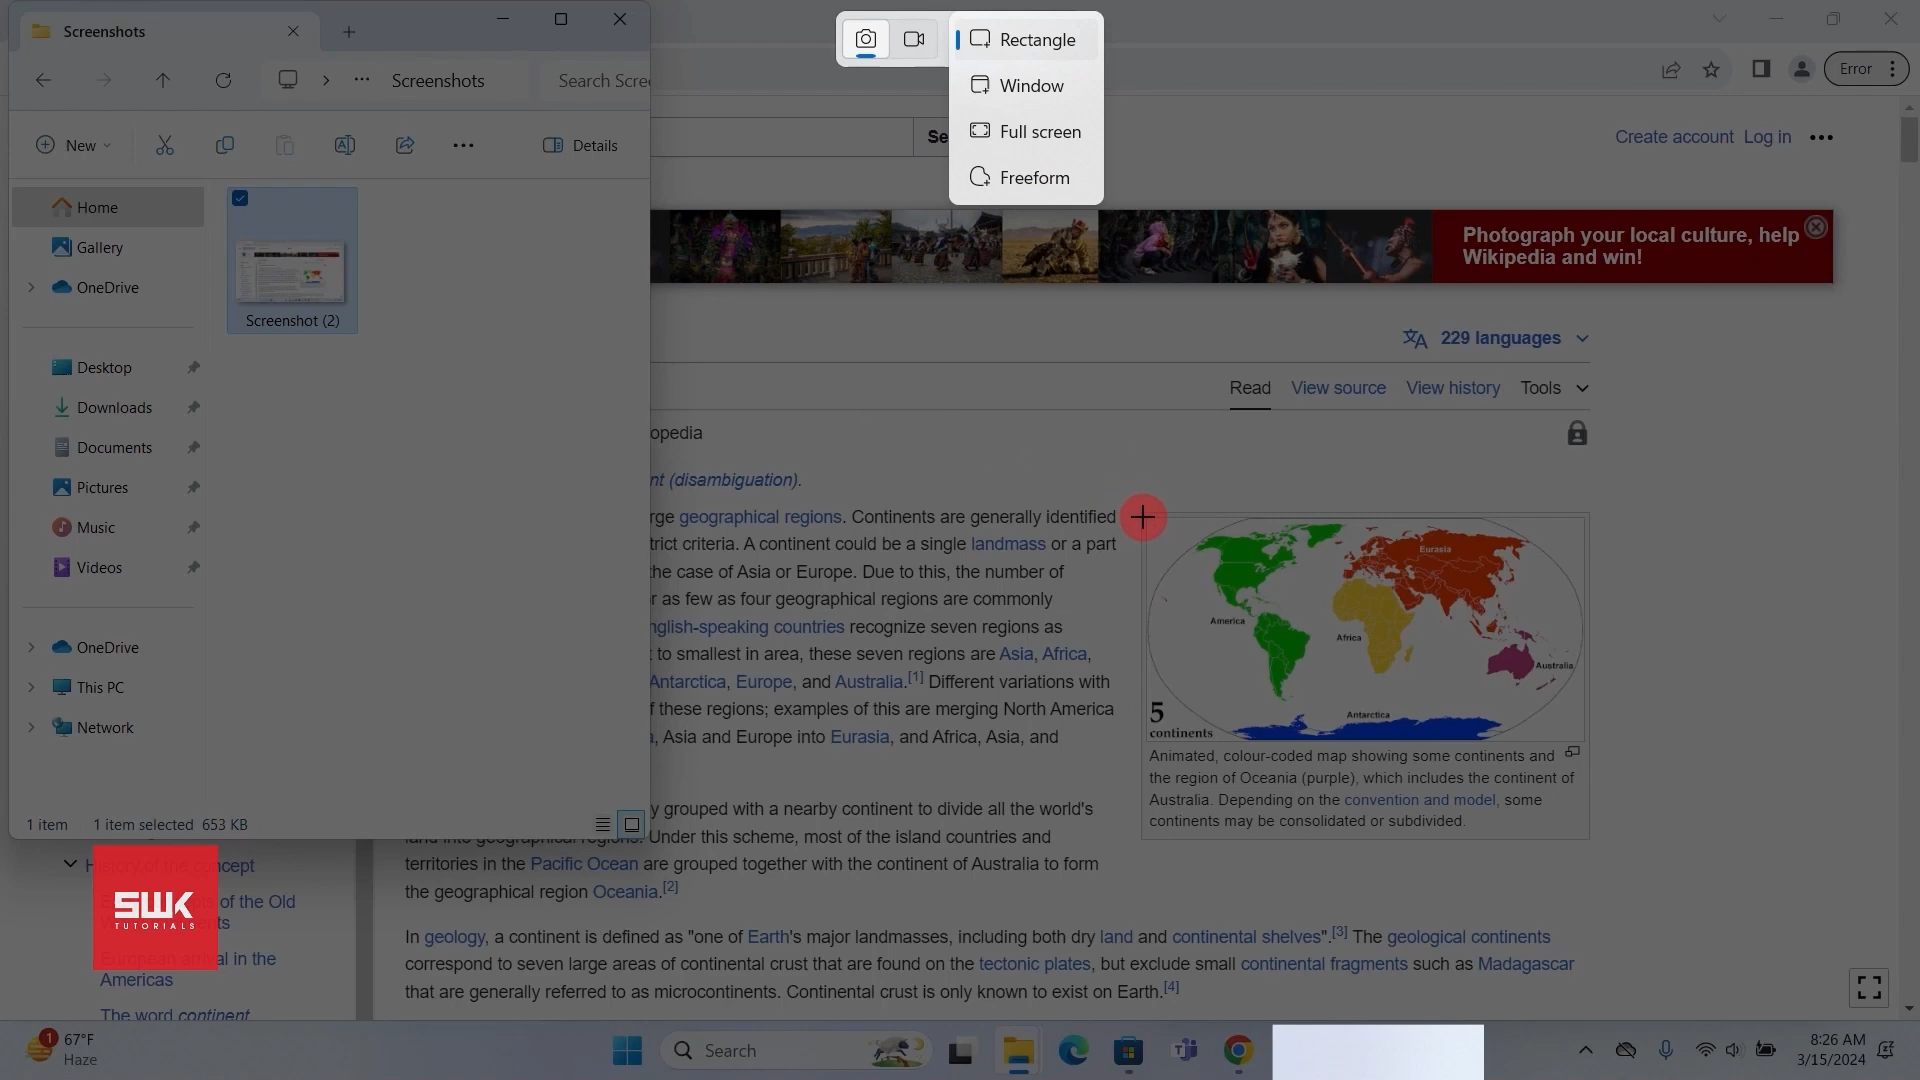 Screenshots
Screenshots
Search Scre
New
Details
Home
Gallery
OneDrive
Desktop
Downloads
Documents
Pictures
Music
Videos
OneDrive
This PC
Network
Screenshot (2)
1 item
1 item selected 653 KB
Rectangle
Window
Full screen
Freeform
Error
Se
Create account Log in
Photograph your local culture, help
Wikipedia and win!
229 languages
Read View source View history Tools
opedia
nt (disambiguation).
rge geographical regions. Continents are generally identified
trict criteria. A continent could be a single landmass or a part
the case of Asia or Europe. Due to this, the number of
r as few as four geographical regions are commonly
nglish-speaking countries recognize seven regions as
t to smallest in area, these seven regions are Asia, Africa,
Antarctica, Europe, and Australia.[1] Different variations with
f these regions; examples of this are merging North America
a, Asia and Europe into Eurasia, and Africa, Asia, and
America
Eurasia
Africa
Australia
Antarctica
5
continents
Animated, colour-coded map showing some continents and
the region of Oceania (purple), which includes the continent of
Australia. Depending on the convention and model, some
continents may be consolidated or subdivided.
y grouped with a nearby continent to divide all the world's
land into geographical regions. Under this scheme, most of the island countries and
territories in the Pacific Ocean are grouped together with the continent of Australia to form
the geographical region Oceania.[2]
In geology, a continent is defined as "one of Earth's major landmasses, including both dry land and continental shelves".[3] The geological continents
correspond to seven large areas of continental crust that are found on the tectonic plates, but exclude small continental fragments such as Madagascar
that are generally referred to as microcontinents. Continental crust is only known to exist on Earth.[4]
History of the concept
of the Old
European arrival in the
Americas
The word continent
SWK
TUTORIALS
1
67°F
Haze
Search
8:26 AM
3/15/2024